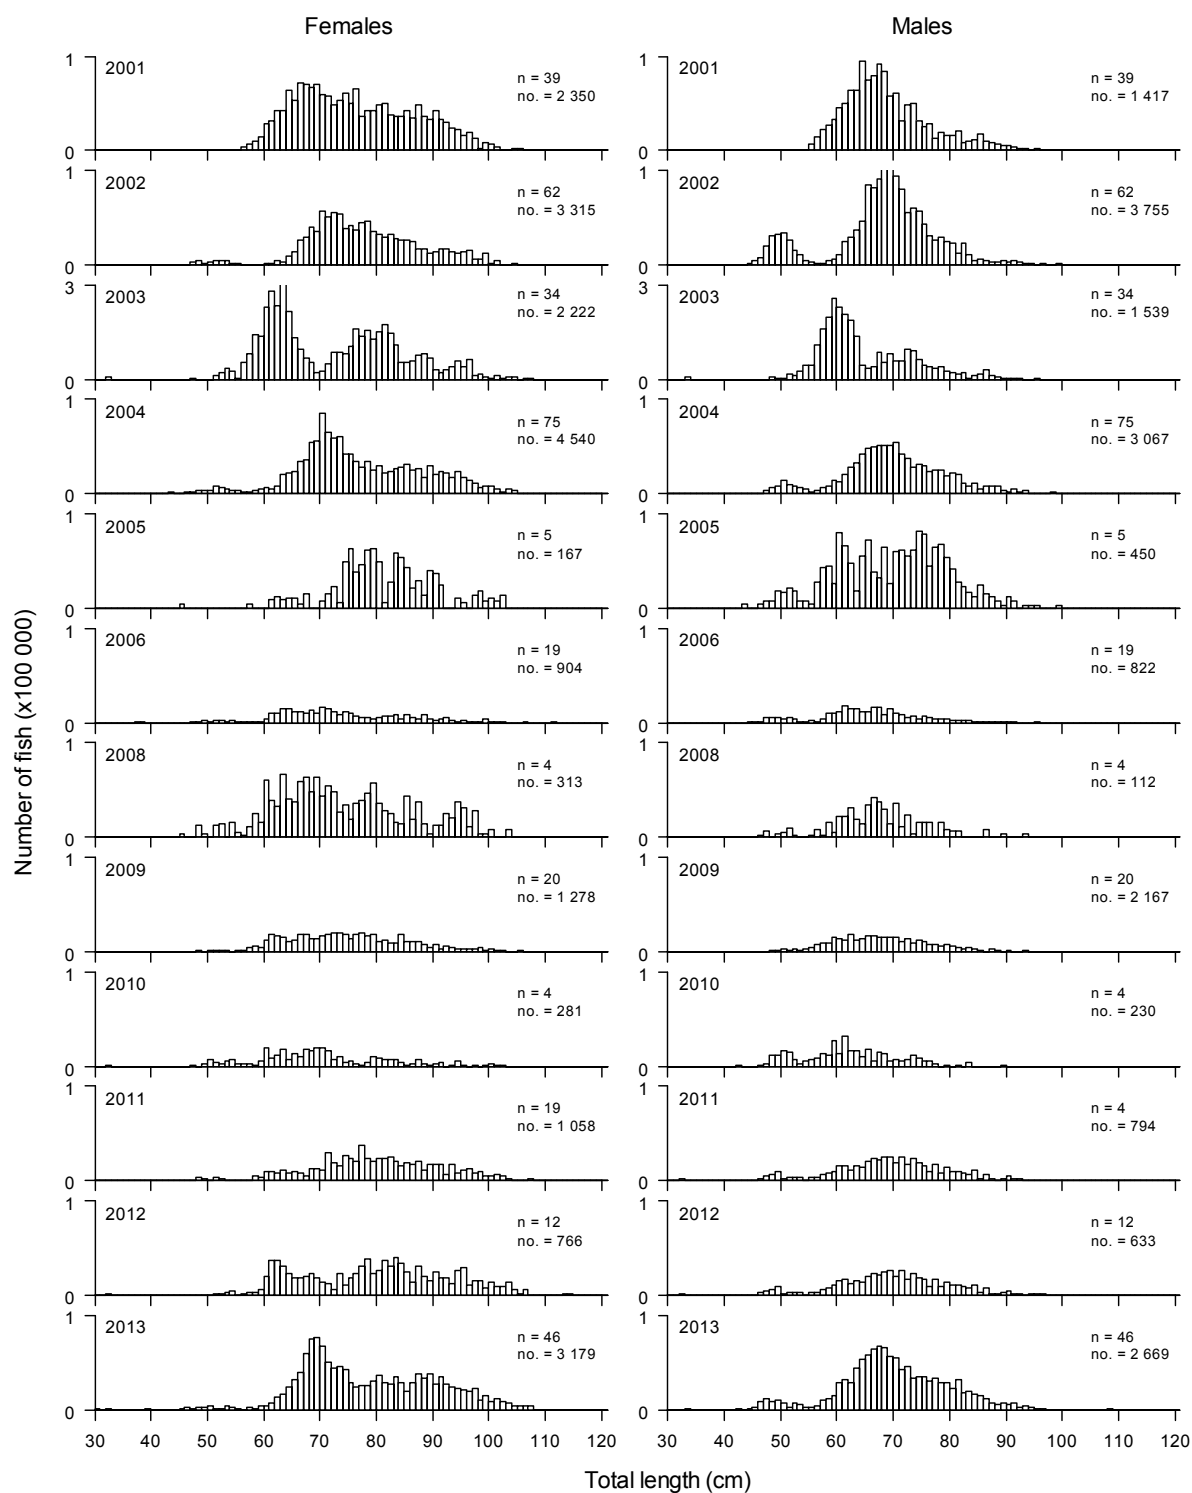 Females Males
1 2001 n = 39 1 2001 n = 39
no. = 2 350 no. = 1 417
0 0
1 2002 n = 62 1 2002 n = 62
no. = 3 315 no. = 3 755
0 0
3 2003 n = 34 3 2003 n = 34
no. = 2 222 no. = 1 539
0 0
1 2004 n = 75 1 2004 n = 75
no. = 4 540 no. = 3 067
0 0
1 2005 n = 5 1 2005 n = 5
no. = 167 no. = 450
0 0
1 2006 n = 19 1 2006 n = 19
no. = 904 no. = 822
0 0
1 2008 n = 4 1 2008 n = 4
no. = 313 no. = 112
0 0
1 2009 n = 20 1 2009 n = 20
no. = 1 278 no. = 2 167
0 0
1 2010 n = 4 1 2010 n = 4
no. = 281 no. = 230
0 0
1 2011 n = 19 1 2011 n = 4
no. = 1 058 no. = 794
0 0
1 2012 n = 12 1 2012 n = 12
no. = 766 no. = 633
0 0
1 2013 n = 46 1 2013 n = 46
no. = 3 179 no. = 2 669
0 0
30 40 50 60 70 80 90 100 110 120 30 40 50 60 70 80 90 100 110 120
Total length (cm)
Number of fish (x100 000)